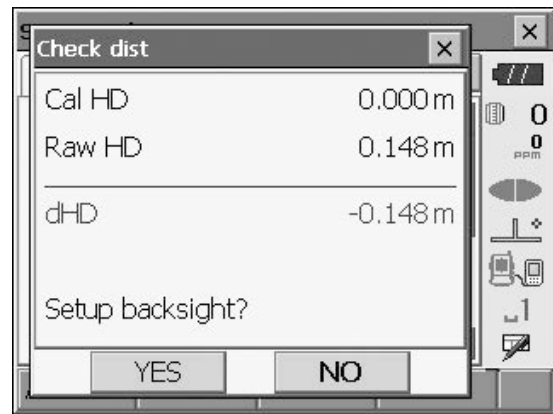 Check dist
Cal HD 0.000 m
Raw HD 0.148 m
dHD -0.148 m
Setup backsight?
YES NO
0
0
PPM
1